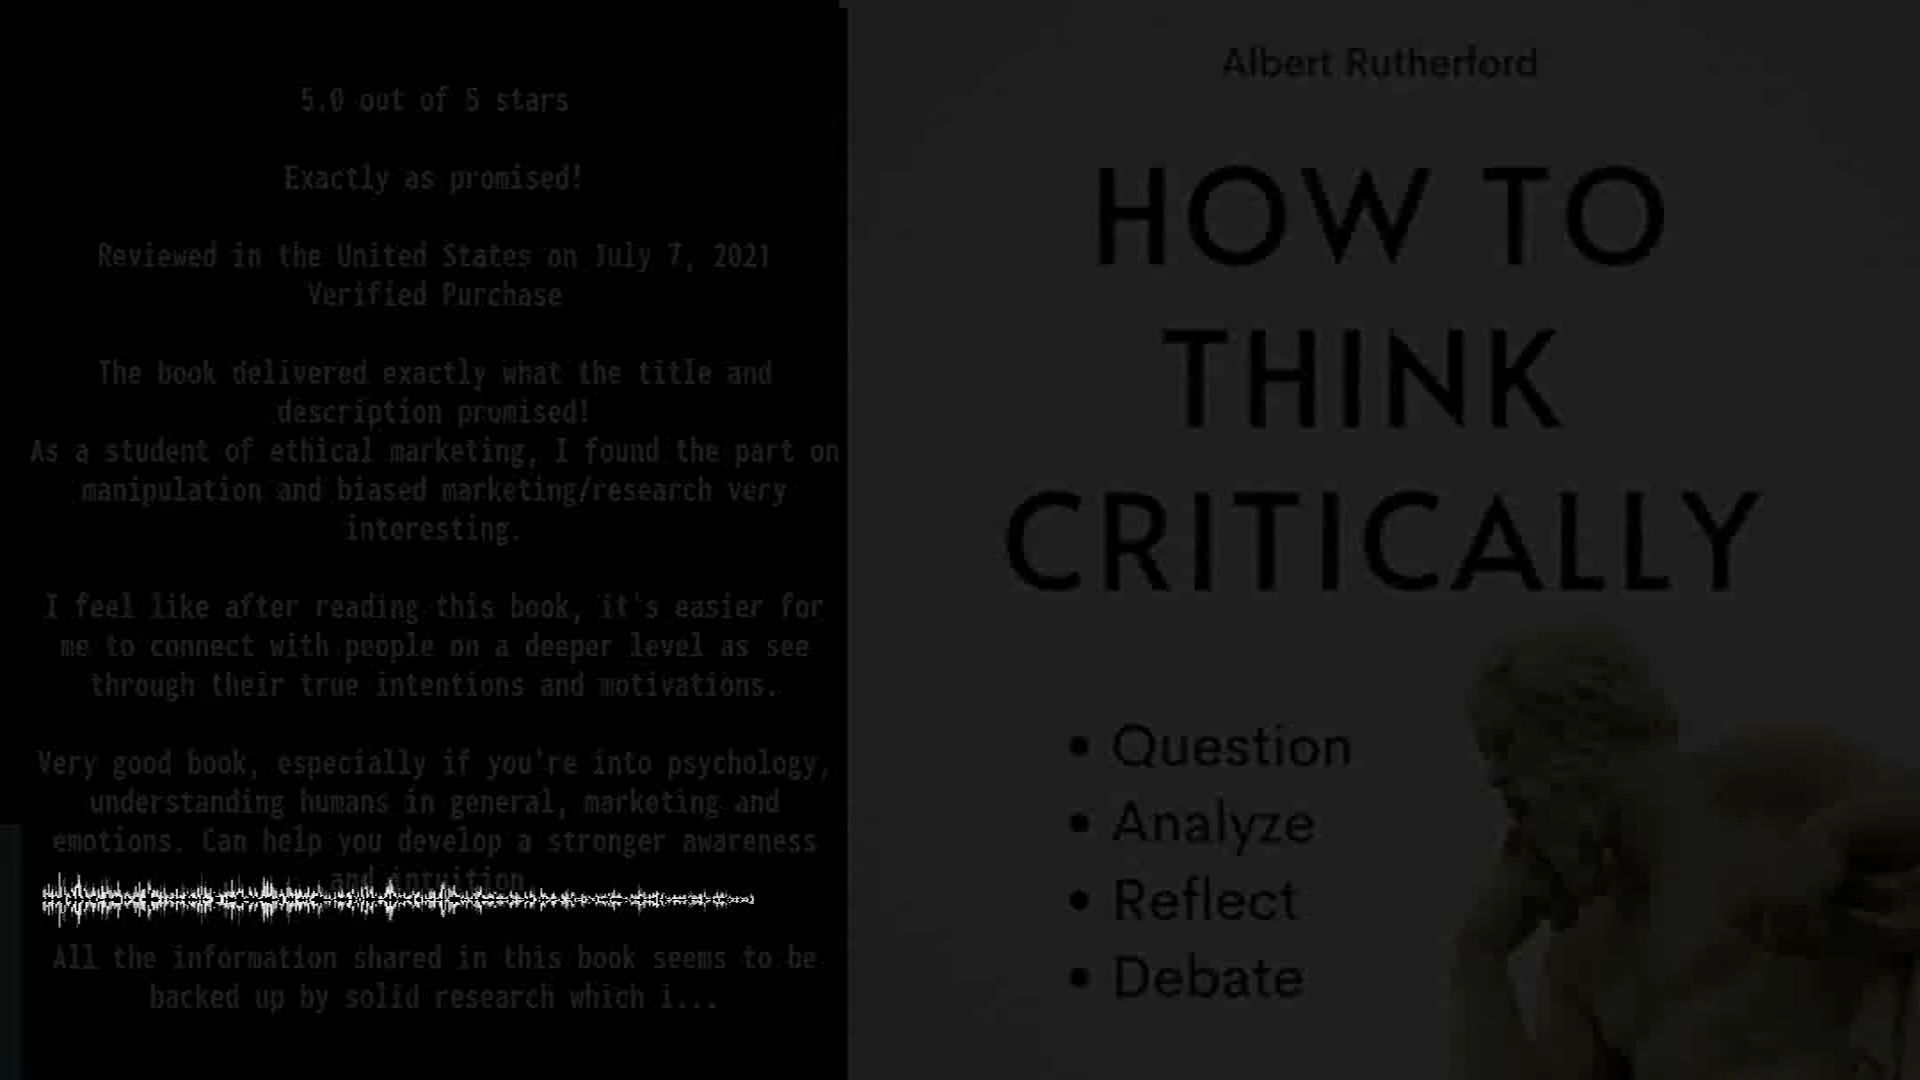 5.0 out of 5 stars
Exactly as promised!
Reviewed in the United States on July 7, 2021
Verified Purchase
The book delivered exactly what the title and
description promised!
As a student of ethical marketing, I found the part on
manipulation and biased marketing/research very
interesting.
I feel like after reading this book, it's easier for
me to connect with people on a deeper level as see
through their true intentions and motivations.
Very good book, especially if you're into psychology,
understanding humans in general, marketing and
emotions. Can help you develop a stronger awareness
and intuition
All the information shared in this book seems to be
backed up by solid research which i...
Albert Rutherford
HOW TO
THINK
CRITICALLY
• Question
• Analyze
• Reflect
• Debate